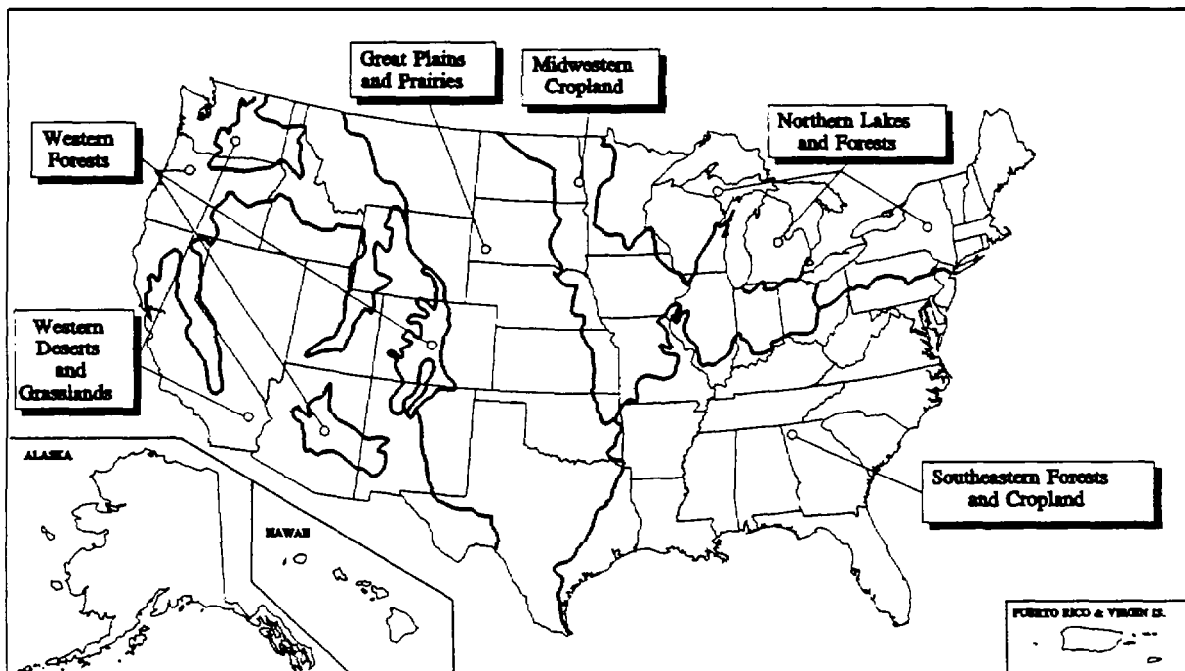 Great Plains
and Prairies
Midwestern
Cropland
Northern Lakes
and Forests
Western
Forests
Western
Deserts
and
Grasslands
Southeastern Forests
and Cropland
ALASKA
HAWAII
PUERTO RICO & VIRGIN IS.